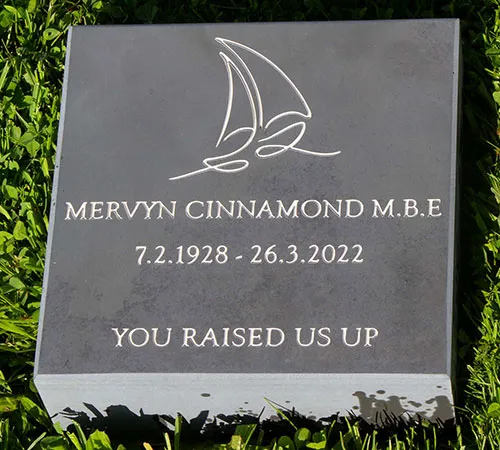 MERVYN CINNAMOND M.B.E
7.2.1928 - 26.3.2022
YOU RAISED US UP